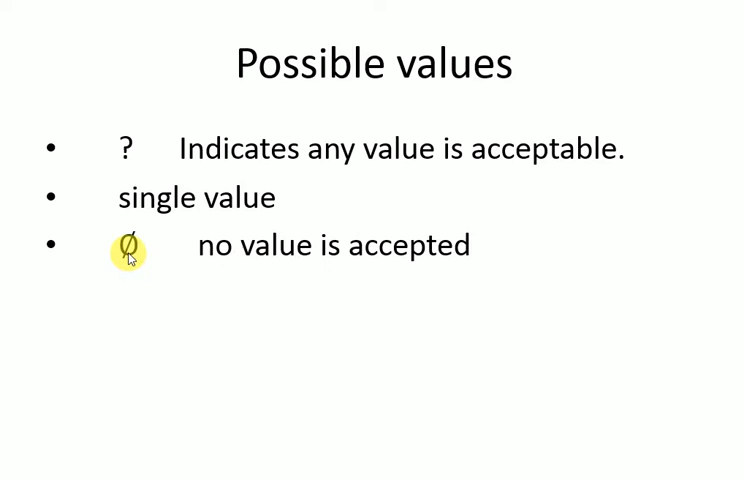 Possible values
• ? Indicates any value is acceptable.
• single value
• Ø no value is accepted